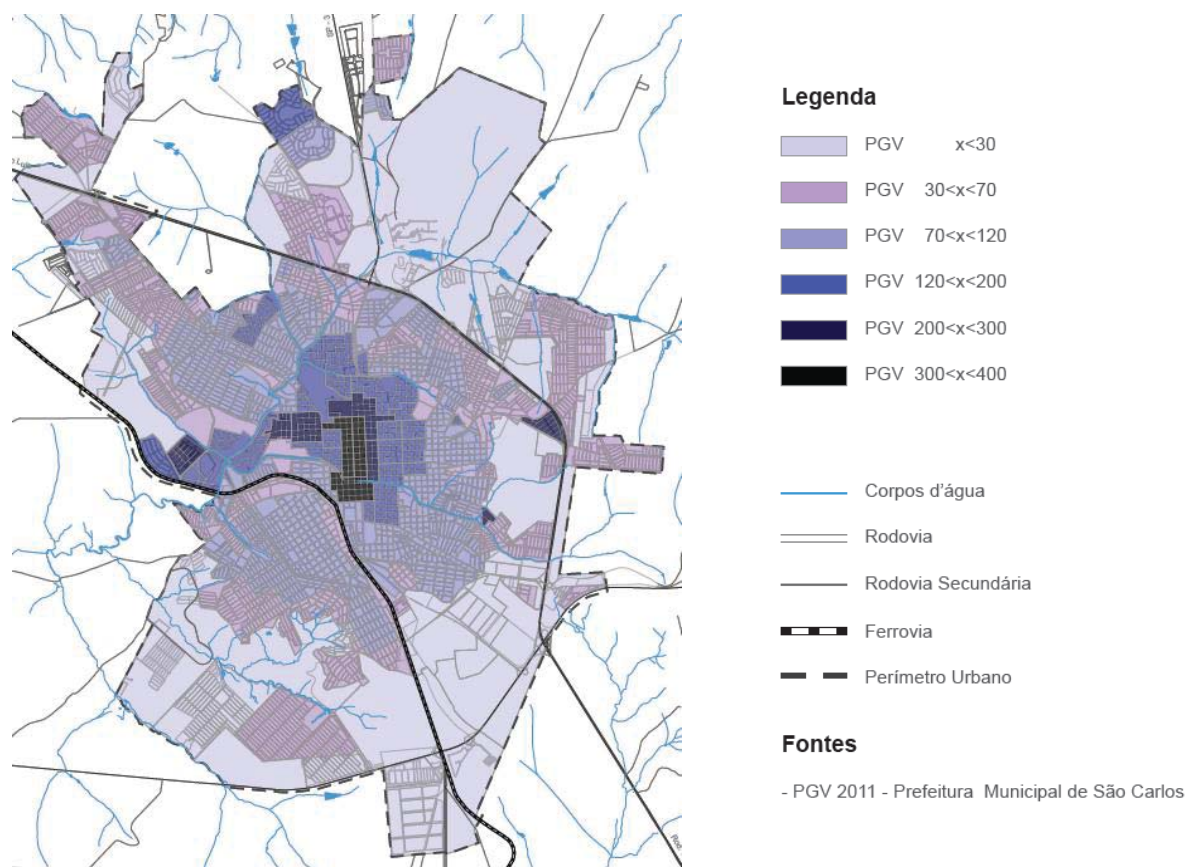 Legenda
PGV x<30
PGV 30<x<70
PGV 70<x<120
PGV 120<x<200
PGV 200<x<300
PGV 300<x<400
Corpos d'água
Rodovia
Rodovia Secundária
Ferrovia
Perímetro Urbano
Fontes
- PGV 2011 - Prefeitura Municipal de São Carlos